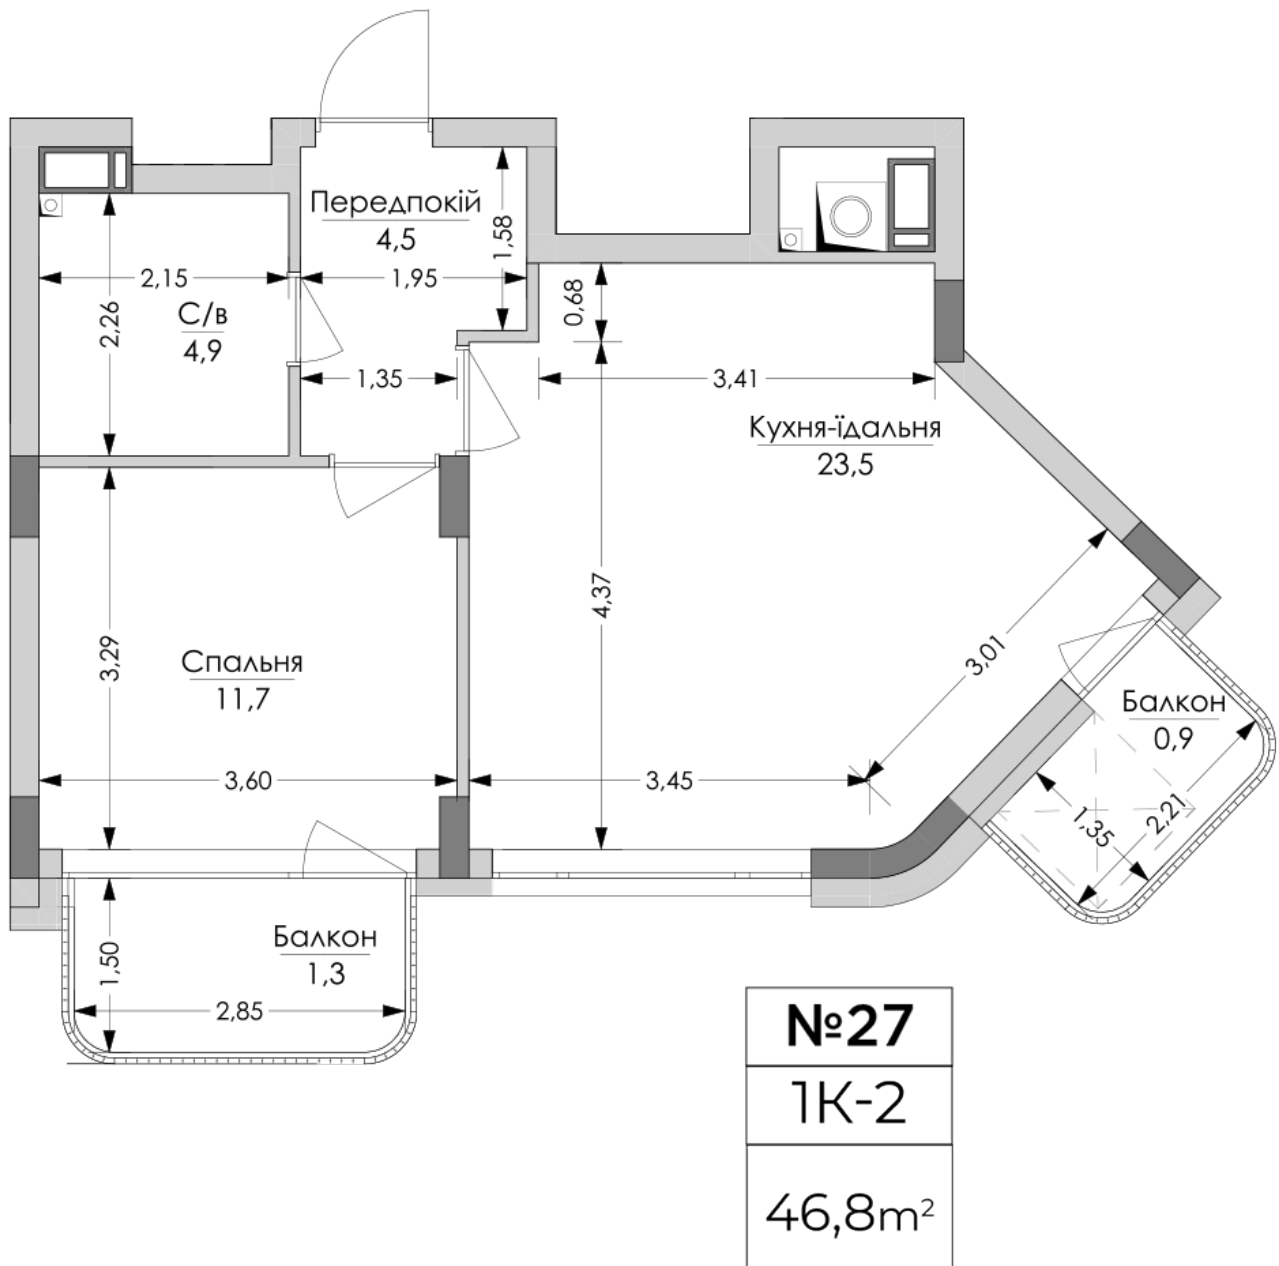 Передпокій
4,5
1,58
2,15
1,95
0,68
2,26
С/в
4,9
1,35
3,41
Кухня-їдальня
23,5
4,37
3,29
Спальня
11,7
3,01
Балкон
0,9
3,60
3,45
1,35
2,21
Балкон
1,3
1,50
2,85
№27
1К-2
46,8m²